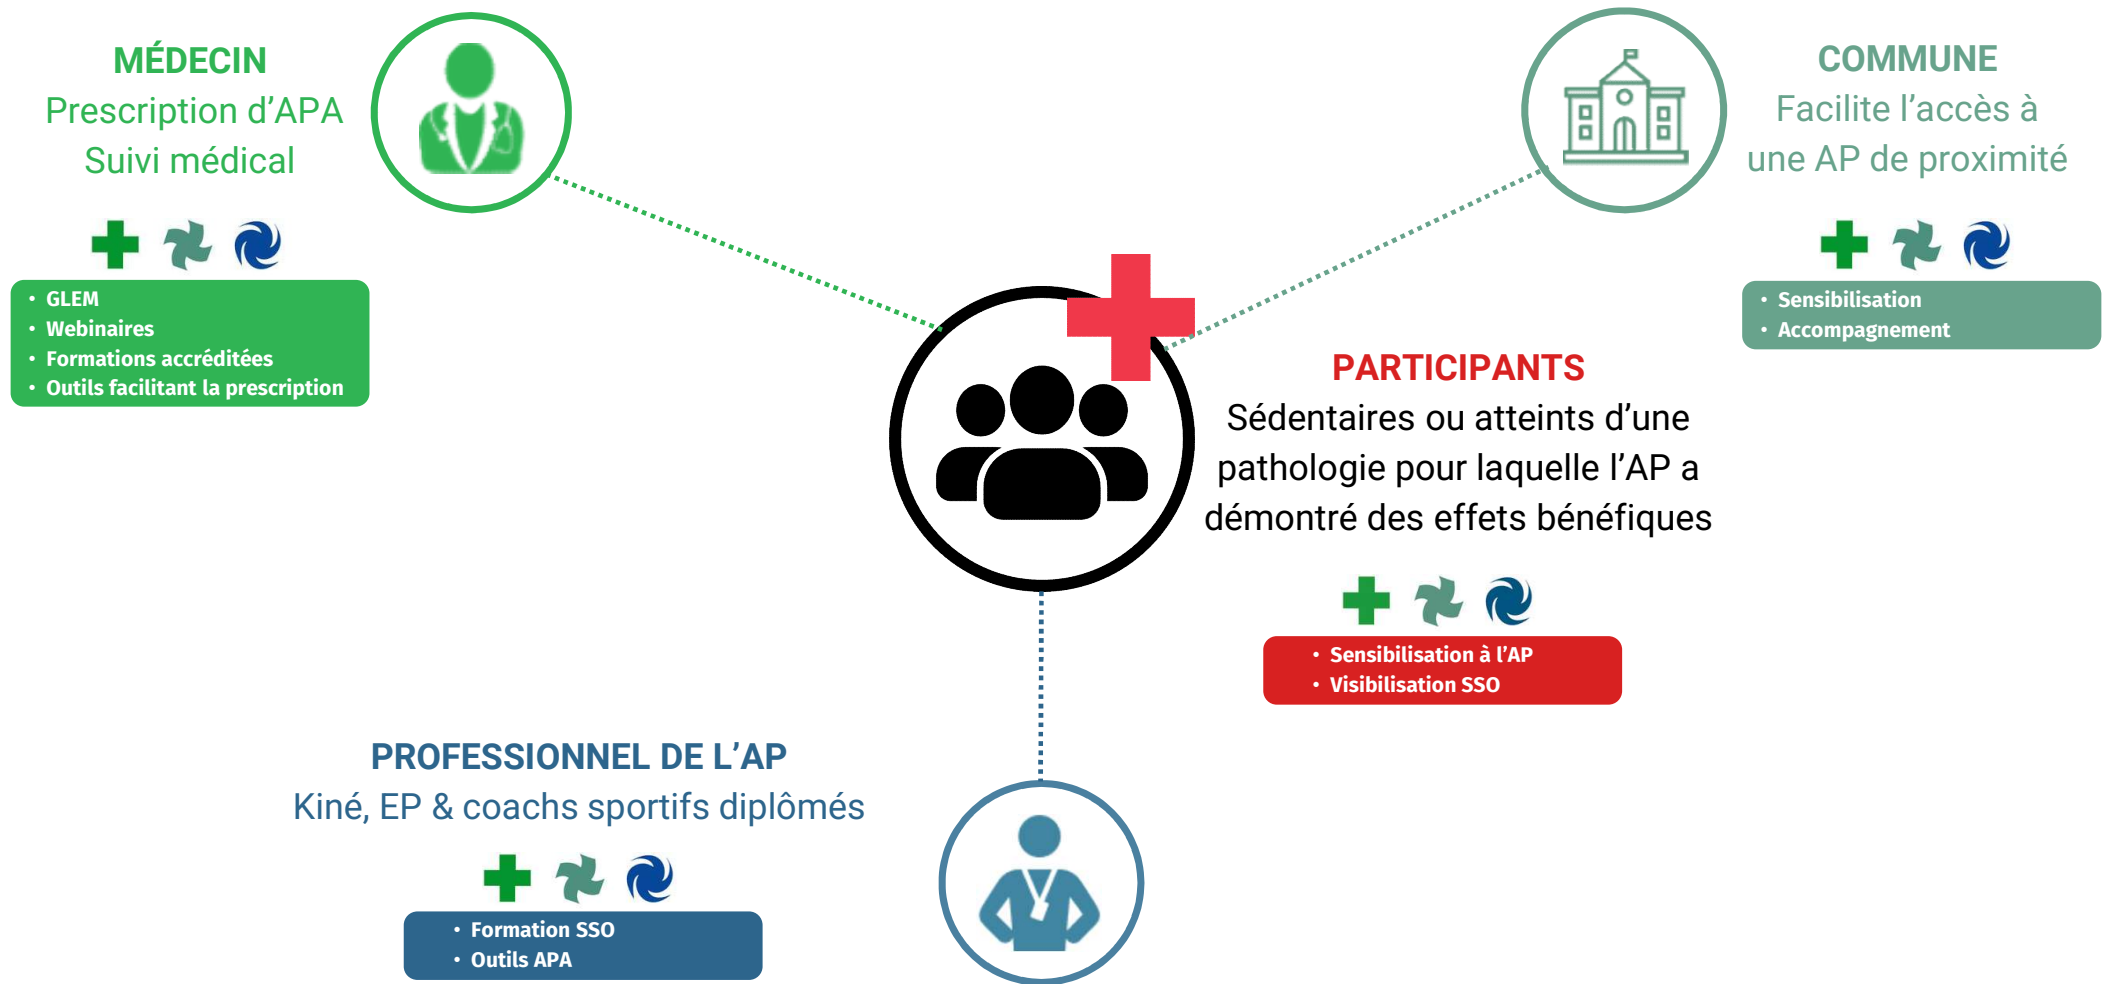 MÉDECIN
Prescription d’APA
Suivi médical
• GLEM
• Webinaires
• Formations accréditées
• Outils facilitant la prescription
COMMUNE
Facilite l’accès à
une AP de proximité
• Sensibilisation
• Accompagnement
PARTICIPANTS
Sédentaires ou atteints d’une
pathologie pour laquelle l’AP a
démontré des effets bénéfiques
• Sensibilisation à l’AP
• Visibilisation SSO
PROFESSIONNEL DE L’AP
Kiné, EP & coachs sportifs diplômés
• Formation SSO
• Outils APA